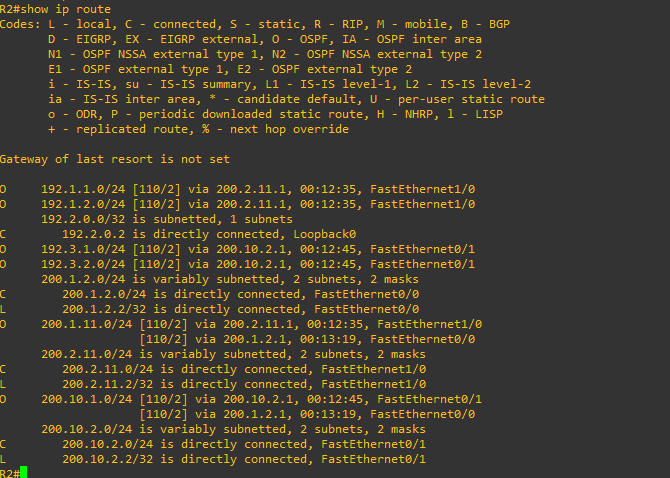 R2#show ip route
Codes: L - local, C - connected, S - static, R - RIP, M - mobile, B - BGP
D - EIGRP, EX - EIGRP external, O - OSPF, IA - OSPF inter area
N1 - OSPF NSSA external type 1, N2 - OSPF NSSA external type 2
E1 - OSPF external type 1, E2 - OSPF external type 2
i - IS-IS, su - IS-IS summary, L1 - IS-IS level-1, L2 - IS-IS level-2
ia - IS-IS inter area, * - candidate default, U - per-user static route
o - ODR, P - periodic downloaded static route, H - NHRP, l - LISP
+ - replicated route, % - next hop override
Gateway of last resort is not set
O 192.1.1.0/24 [110/2] via 200.2.11.1, 00:12:35, FastEthernet1/0
O 192.1.2.0/24 [110/2] via 200.2.11.1, 00:12:35, FastEthernet1/0
192.2.0.0/32 is subnetted, 1 subnets
C 192.2.0.2 is directly connected, Loopback0
O 192.3.1.0/24 [110/2] via 200.10.2.1, 00:12:45, FastEthernet0/1
O 192.3.2.0/24 [110/2] via 200.10.2.1, 00:12:45, FastEthernet0/1
200.1.2.0/24 is variably subnetted, 2 subnets, 2 masks
C 200.1.2.0/24 is directly connected, FastEthernet0/0
L 200.1.2.2/32 is directly connected, FastEthernet0/0
O 200.1.11.0/24 [110/2] via 200.2.11.1, 00:12:35, FastEthernet1/0
[110/2] via 200.1.2.1, 00:13:19, FastEthernet0/0
200.2.11.0/24 is variably subnetted, 2 subnets, 2 masks
C 200.2.11.0/24 is directly connected, FastEthernet1/0
L 200.2.11.2/32 is directly connected, FastEthernet1/0
O 200.10.1.0/24 [110/2] via 200.10.2.1, 00:12:45, FastEthernet0/1
[110/2] via 200.1.2.1, 00:13:19, FastEthernet0/0
200.10.2.0/24 is variably subnetted, 2 subnets, 2 masks
C 200.10.2.0/24 is directly connected, FastEthernet0/1
L 200.10.2.2/32 is directly connected, FastEthernet0/1
R2#